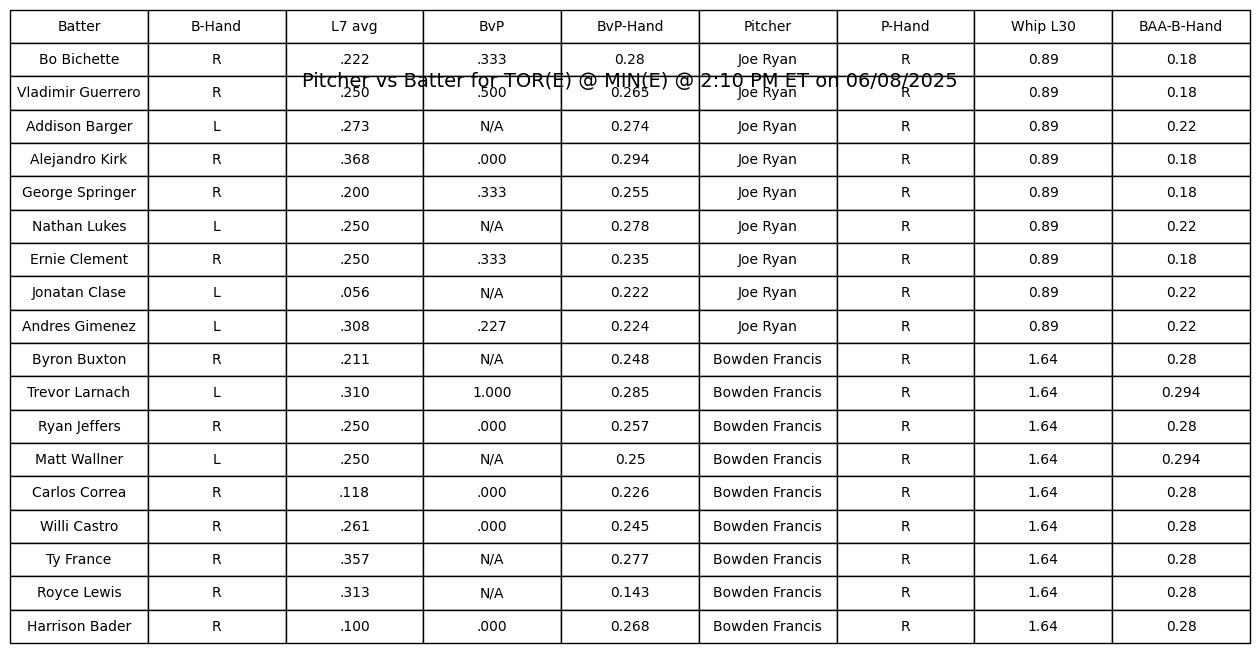 Batter B-Hand L7 avg BvP BvP-Hand Pitcher P-Hand Whip L30 BAA-B-Hand
Bo Bichette R .222 .333 0.28 Joe Ryan R 0.89 0.18
Pitcher vs Batter for TOR(E) @ MIN(E) @ 2:10 PM ET on 06/08/2025
Vladimir Guerrero R .250 .500 0.265 Joe Ryan R 0.89 0.18
Addison Barger L .273 N/A 0.274 Joe Ryan R 0.89 0.22
Alejandro Kirk R .368 .000 0.294 Joe Ryan R 0.89 0.18
George Springer R .200 .333 0.255 Joe Ryan R 0.89 0.18
Nathan Lukes L .250 N/A 0.278 Joe Ryan R 0.89 0.22
Ernie Clement R .250 .333 0.235 Joe Ryan R 0.89 0.18
Jonatan Clase L .056 N/A 0.222 Joe Ryan R 0.89 0.22
Andres Gimenez L .308 .227 0.224 Joe Ryan R 0.89 0.22
Byron Buxton R .211 N/A 0.248 Bowden Francis R 1.64 0.28
Trevor Larnach L .310 1.000 0.285 Bowden Francis R 1.64 0.294
Ryan Jeffers R .250 .000 0.257 Bowden Francis R 1.64 0.28
Matt Wallner L .250 N/A 0.25 Bowden Francis R 1.64 0.294
Carlos Correa R .118 .000 0.226 Bowden Francis R 1.64 0.28
Willi Castro R .261 .000 0.245 Bowden Francis R 1.64 0.28
Ty France R .357 N/A 0.277 Bowden Francis R 1.64 0.28
Royce Lewis R .313 N/A 0.143 Bowden Francis R 1.64 0.28
Harrison Bader R .100 .000 0.268 Bowden Francis R 1.64 0.28